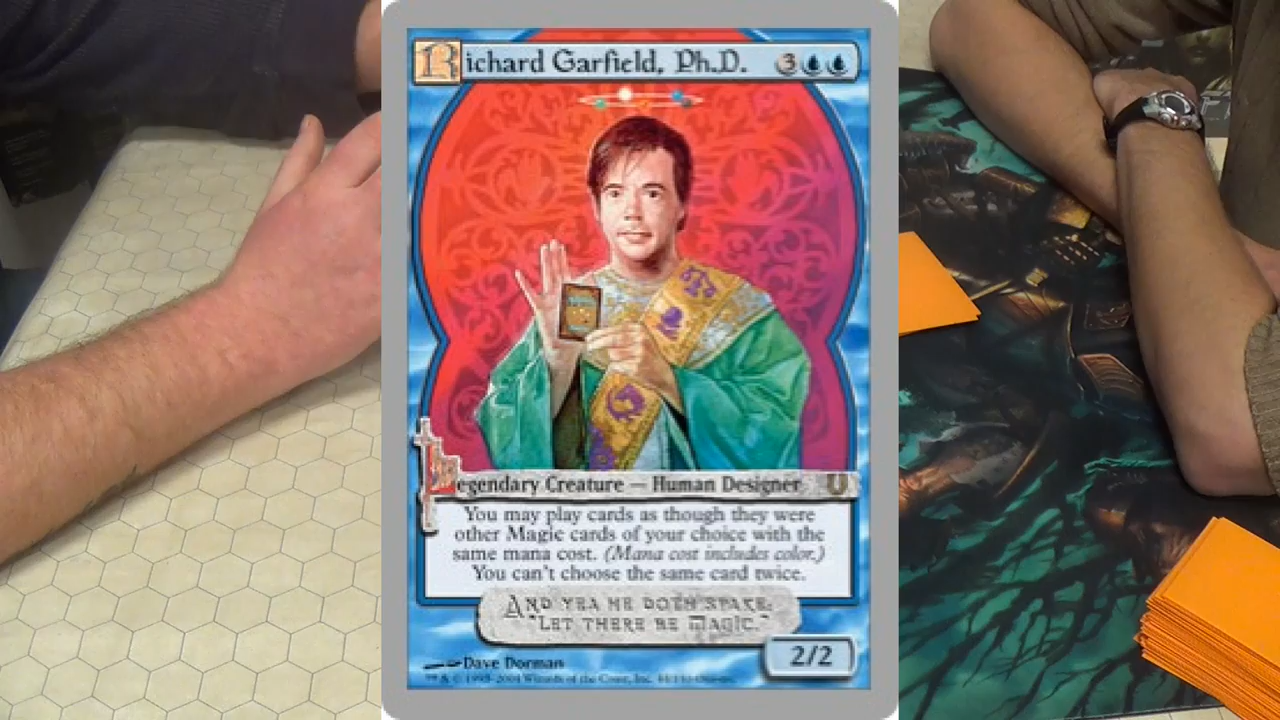 Richard Garfield, Ph.D. 3
Legendary Creature — Human Designer
You may play cards as though they were
other Magic cards of your choice with the
same mana cost. (Mana cost includes color.)
You can't choose the same card twice.
And yea he doth spake:
"Let there be Magic."
Dave Dorman
2/2